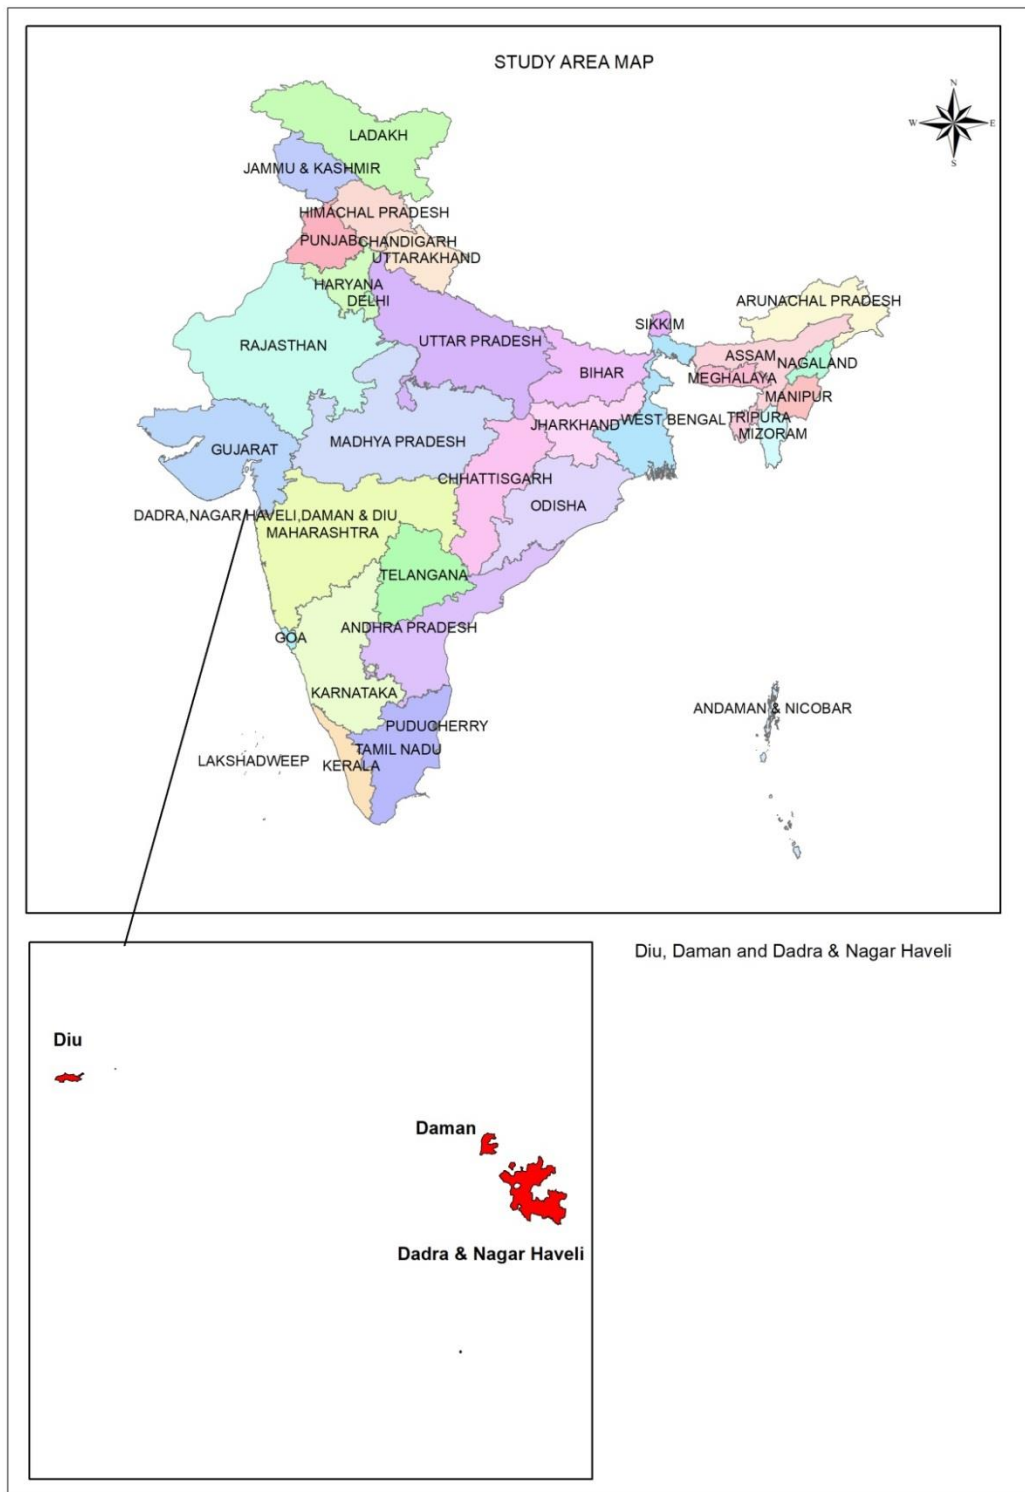 STUDY AREA MAP
N
W
E
S
LADAKH
JAMMU & KASHMIR
HIMACHAL PRADESH
PUNJAB
CHANDIGARH
UTTARAKHAND
HARYANA
DELHI
ARUNACHAL PRADESH
SIKKIM
RAJASTHAN
UTTAR PRADESH
ASSAM
NAGALAND
BIHAR
MEGHALAYA
MANIPUR
JHARKHAND
WEST BENGAL
TRIPURA
MIZORAM
MADHYA PRADESH
GUJARAT
CHHATTISGARH
ODISHA
DADRA,NAGAR HAVELI,DAMAN & DIU
MAHARASHTRA
TELANGANA
ANDHRA PRADESH
GOA
KARNATAKA
ANDAMAN & NICOBAR
PUDUCHERRY
TAMIL NADU
LAKSHADWEEP
KERALA
Diu, Daman and Dadra & Nagar Haveli
Diu
Daman
Dadra & Nagar Haveli